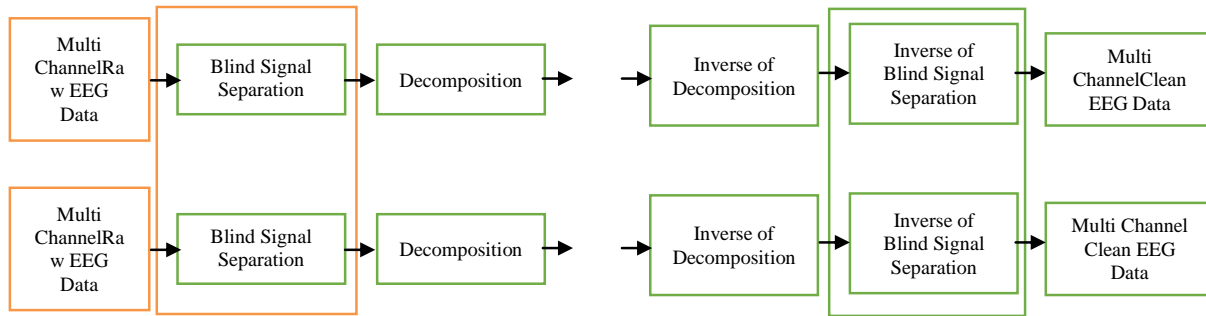 Multi
ChannelRa
w EEG
Data
Blind Signal
Separation
Decomposition
Inverse of
Decomposition
Inverse of
Blind Signal
Separation
Multi
ChannelClean
EEG Data
Multi
ChannelRa
w EEG
Data
Blind Signal
Separation
Decomposition
Inverse of
Decomposition
Inverse of
Blind Signal
Separation
Multi Channel
Clean EEG
Data